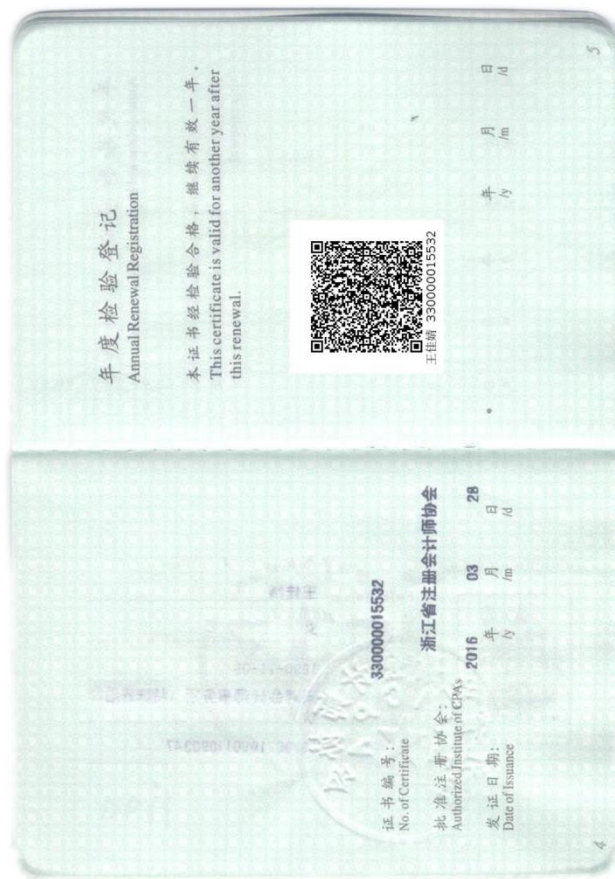 年度检验登记
Annual Renewal Registration
本证书经检验合格，继续有效一年。
This certificate is valid for another year after
this renewal.
王佳婧 330000015532
年 月 日
/y /m /d
5
证书编号：
No. of Certificate
330000015532
批准注册协会：
Authorized Institute of CPAs
浙江省注册会计师协会
发证日期：
Date of Issuance
2016 年 03 月 28 日
/y /m /d
4